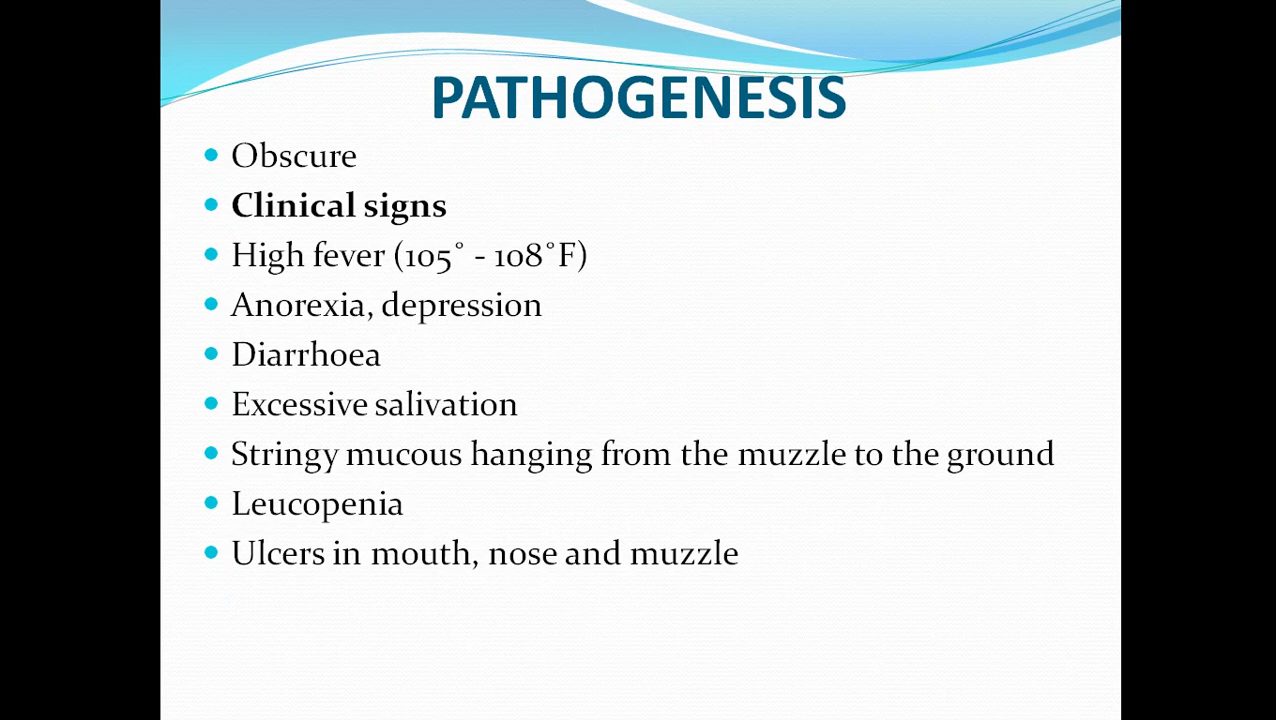 PATHOGENESIS
• Obscure
• Clinical signs
• High fever (105˚ - 108˚F)
• Anorexia, depression
• Diarrhoea
• Excessive salivation
• Stringy mucous hanging from the muzzle to the ground
• Leucopenia
• Ulcers in mouth, nose and muzzle